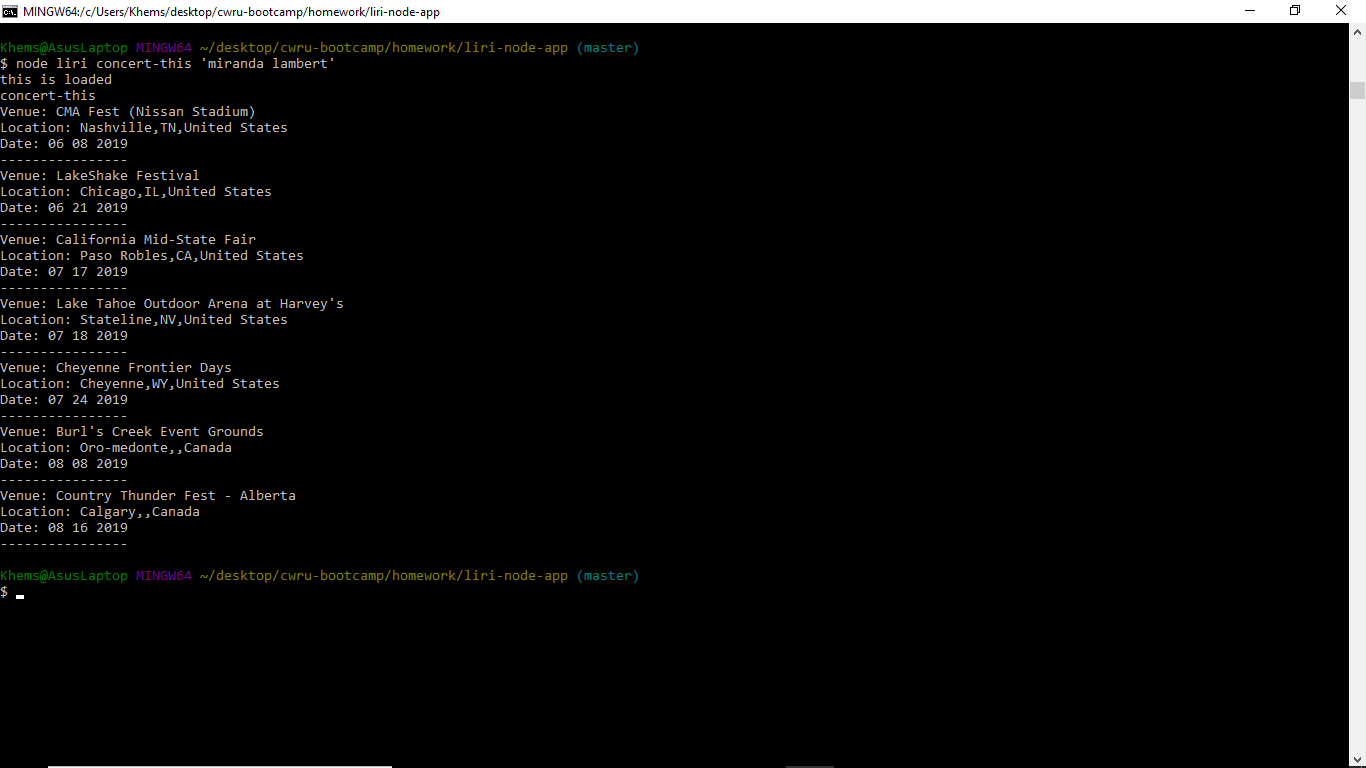 MINGW64:/c/Users/Khems/desktop/cwru-bootcamp/homework/liri-node-app
Khems@AsusLaptop MINGW64 ~/desktop/cwru-bootcamp/homework/liri-node-app (master)
$ node liri concert-this 'miranda lambert'
this is loaded
concert-this
Venue: CMA Fest (Nissan Stadium)
Location: Nashville,TN,United States
Date: 06 08 2019
----------------
Venue: LakeShake Festival
Location: Chicago,IL,United States
Date: 06 21 2019
----------------
Venue: California Mid-State Fair
Location: Paso Robles,CA,United States
Date: 07 17 2019
----------------
Venue: Lake Tahoe Outdoor Arena at Harvey's
Location: Stateline,NV,United States
Date: 07 18 2019
----------------
Venue: Cheyenne Frontier Days
Location: Cheyenne,WY,United States
Date: 07 24 2019
----------------
Venue: Burl's Creek Event Grounds
Location: Oro-medonte,,Canada
Date: 08 08 2019
----------------
Venue: Country Thunder Fest - Alberta
Location: Calgary,,Canada
Date: 08 16 2019
----------------
Khems@AsusLaptop MINGW64 ~/desktop/cwru-bootcamp/homework/liri-node-app (master)
$